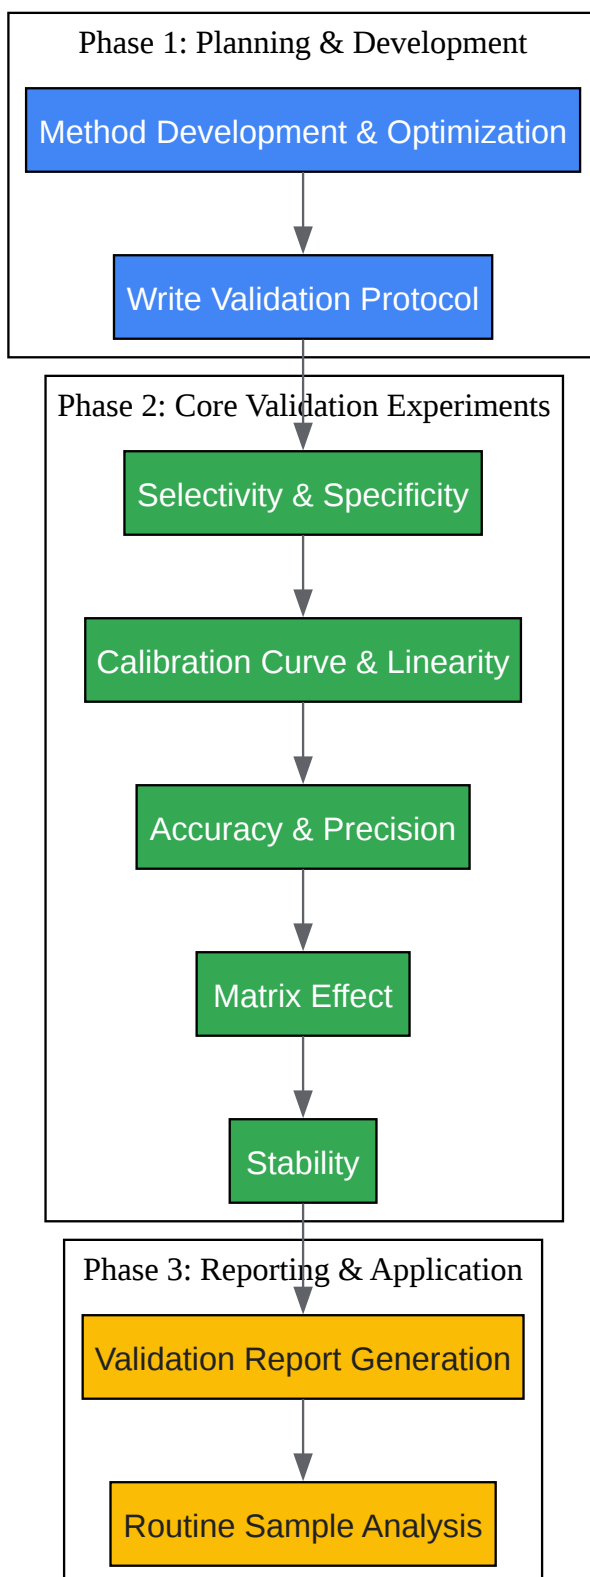 Phase 1: Planning & Development
Method Development & Optimization
Write Validation Protocol
Phase 2: Core Validation Experiments
Selectivity & Specificity
Calibration Curve & Linearity
Accuracy & Precision
Matrix Effect
Stability
Phase 3: Reporting & Application
Validation Report Generation
Routine Sample Analysis